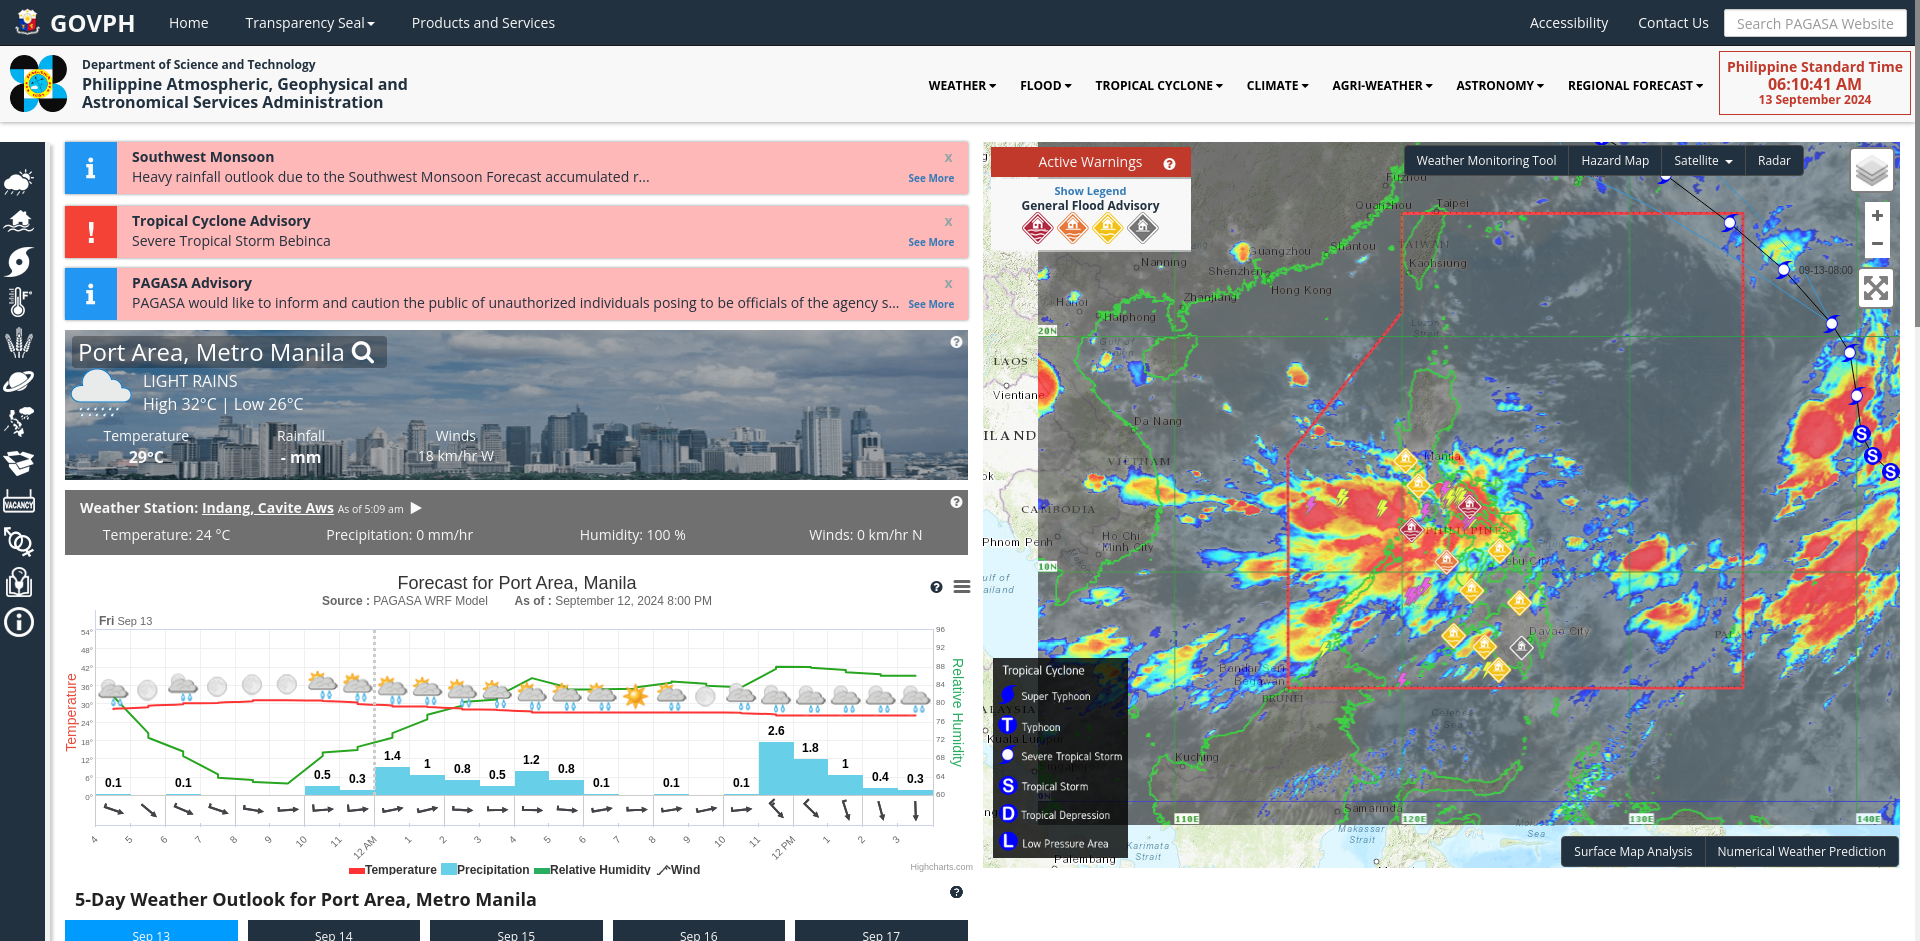 GOVPH
Home
Transparency Seal
Products and Services
Accessibility
Contact Us
Search PAGASA Website
Department of Science and Technology
Philippine Atmospheric, Geophysical and
Astronomical Services Administration
WEATHER
FLOOD
TROPICAL CYCLONE
CLIMATE
AGRI-WEATHER
ASTRONOMY
REGIONAL FORECAST
Philippine Standard Time
06:10:41 AM
13 September 2024
Southwest Monsoon
x
Heavy rainfall outlook due to the Southwest Monsoon Forecast accumulated r...
See More
Tropical Cyclone Advisory
x
Severe Tropical Storm Bebinca
See More
PAGASA Advisory
x
PAGASA would like to inform and caution the public of unauthorized individuals posing to be officials of the agency s...
See More
VACANCY
Port Area, Metro Manila
LIGHT RAINS
High 32°C | Low 26°C
Temperature
29°C
Rainfall
- mm
Winds
18 km/hr W
Weather Station: Indang, Cavite Aws As of 5:09 am
Temperature: 24 °C
Precipitation: 0 mm/hr
Humidity: 100 %
Winds: 0 km/hr N
Forecast for Port Area, Manila
Source : PAGASA WRF Model As of : September 12, 2024 8:00 PM
Fri Sep 13
Temperature
54°
48°
42°
36°
30°
24°
18°
12°
6°
0°
96
92
88
84
80
76
72
68
64
60
Relative Humidity
0.1
0.1
0.5
0.3
1.4
1
0.8
0.5
1.2
0.8
0.1
0.1
0.1
2.6
1.8
1
0.4
0.3
4 5 6 7 8 9 10 11 12 AM 1 2 3 4 5 6 7 8 9 10 11 12 PM 1 2 3
Temperature Precipitation Relative Humidity Wind
Highcharts.com
5-Day Weather Outlook for Port Area, Metro Manila
Sep 13
Sep 14
Sep 15
Sep 16
Sep 17
Active Warnings
Show Legend
General Flood Advisory
Weather Monitoring Tool
Hazard Map
Satellite
Radar
+
−
09-13-08:00
Fuzhou
Quanzhou
Taipei
TAIWAN
Kaohsiung
Shantou
Guangzhou
Nanning
Shenzhen
Hong Kong
Zhanjiang
Hanoi
Haiphong
20N
Luzon
Strait
Gulf of
LAOS
Vientiane
Da Nang
ILAND
VIETNAM
Manila
ok
CAMBODIA
PHILIPPINES
Phnom Penh
Ho Chi
Minh City
Cebu City
10N
ulf of
ailand
Davao City
PALAU
Bandar Seri
Begawan
BRUNEI
ALAYSIA
Kuala Lumpur
Celebes
Sea
Kuching
Samarinda
110E
120E
130E
140E
Makassar
Strait
Karimata
Strait
Palembang
Sea
Tropical Cyclone
Super Typhoon
T Typhoon
Severe Tropical Storm
S Tropical Storm
D Tropical Depression
L Low Pressure Area
S
S
S
Surface Map Analysis
Numerical Weather Prediction